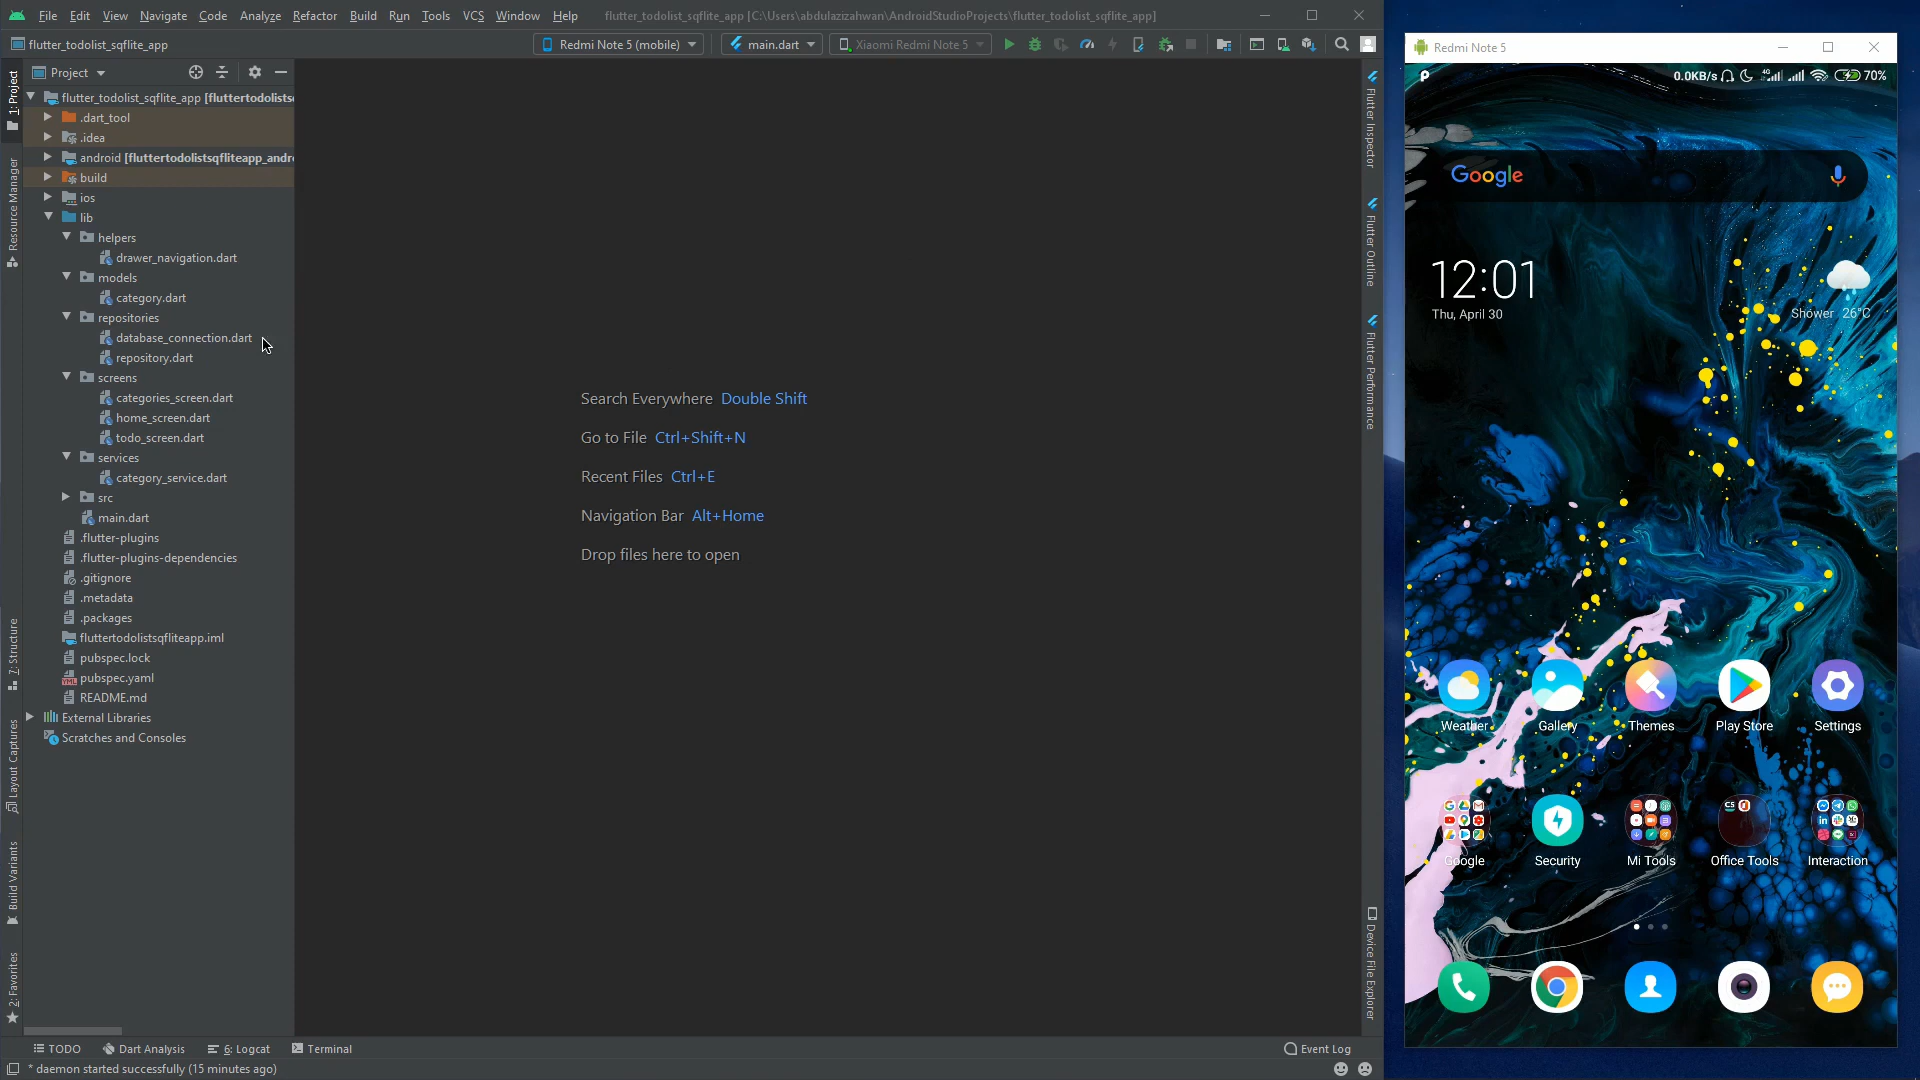 File Edit View Navigate Code Analyze Refactor Build Run Tools VCS Window Help flutter_todolist_sqflite_app [C:\Users\abdulazizahwan\AndroidStudioProjects\flutter_todolist_sqflite_app]
flutter_todolist_sqflite_app
Redmi Note 5 (mobile)
main.dart
Xiaomi Redmi Note 5
Project
1: Project
Resource Manager
7: Structure
Layout Captures
Build Variants
2: Favorites
flutter_todolist_sqflite_app [fluttertodolists
.dart_tool
.idea
android [fluttertodolistsqfliteapp_andr
build
ios
lib
helpers
drawer_navigation.dart
models
category.dart
repositories
database_connection.dart
repository.dart
screens
categories_screen.dart
home_screen.dart
todo_screen.dart
services
category_service.dart
src
main.dart
.flutter-plugins
.flutter-plugins-dependencies
.gitignore
.metadata
.packages
fluttertodolistsqfliteapp.iml
pubspec.lock
pubspec.yaml
README.md
External Libraries
Scratches and Consoles
Search Everywhere Double Shift
Go to File Ctrl+Shift+N
Recent Files Ctrl+E
Navigation Bar Alt+Home
Drop files here to open
Flutter Inspector
Flutter Outline
Flutter Performance
Device File Explorer
TODO
Dart Analysis
6: Logcat
Terminal
Event Log
* daemon started successfully (15 minutes ago)
Redmi Note 5
0.0KB/s 4G 70%
Google
12:01
Thu, April 30
Shower 26°C
Weather Gallery Themes Play Store Settings
Google Security Mi Tools Office Tools Interaction